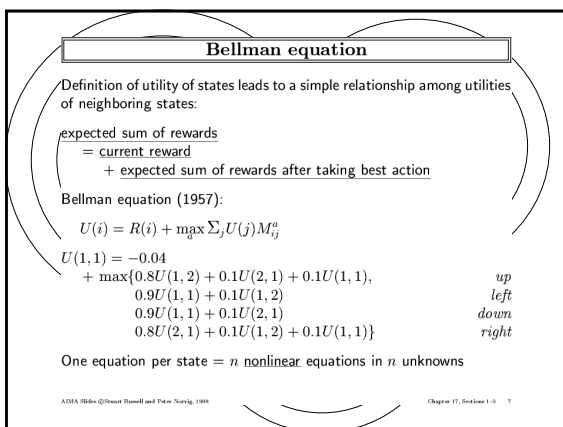 Bellman equation
Definition of utility of states leads to a simple relationship among utilities
of neighboring states:
expected sum of rewards
= current reward
+ expected sum of rewards after taking best action
Bellman equation (1957):
U(i) = R(i) + max_a Σ_j U(j)M^a_ij
U(1, 1) = −0.04
+ max{0.8U(1, 2) + 0.1U(2, 1) + 0.1U(1, 1), up
0.9U(1, 1) + 0.1U(1, 2) left
0.9U(1, 1) + 0.1U(2, 1) down
0.8U(2, 1) + 0.1U(1, 2) + 0.1U(1, 1)} right
One equation per state = n nonlinear equations in n unknowns
AIMA Slides ©Stuart Russell and Peter Norvig, 1998 Chapter 17, Sections 1–3 7